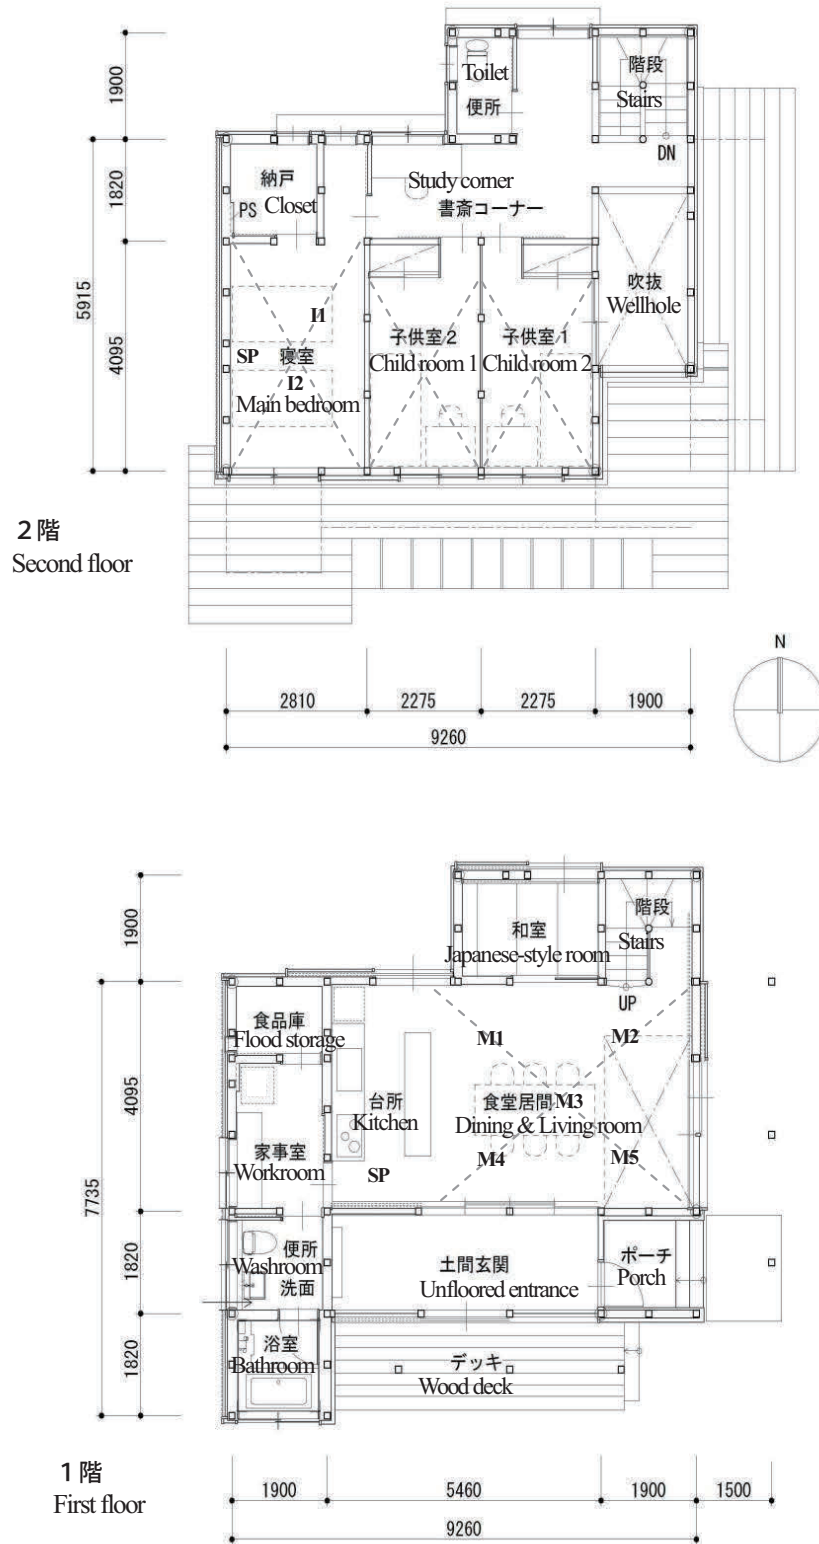 Toilet
便所
階段
Stairs
DN
納戸
PS Closet
Study corner
書斎コーナー
吹抜
Wellhole
I1
SP 寝室
I2
Main bedroom
子供室2
Child room 1
子供室1
Child room 2
1900
1820
4095
5915
2階
Second floor
2810
2275
2275
1900
9260
N
和室
Japanese-style room
階段
Stairs
UP
食品庫
Flood storage
M1
M2
台所
Kitchen
食堂居間
M3
Dining & Living room
家事室
Workroom
SP
M4
M5
便所
Washroom
洗面
土間玄関
Unfloored entrance
ポーチ
Porch
浴室
Bathroom
デッキ
Wood deck
1900
4095
1820
1820
7735
1階
First floor
1900
5460
1900
1500
9260